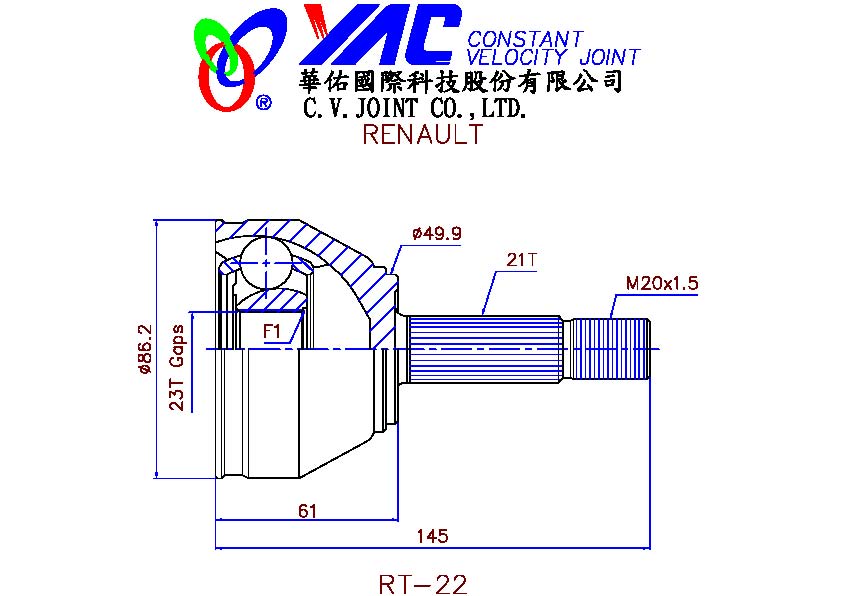 YAC CONSTANT
VELOCITY JOINT
®
華佑國際科技股份有限公司
C.V.JOINT CO.,LTD.
RENAULT
ø49.9
21T
M20x1.5
ø86.2
23T Gaps
F1
61
145
RT-22